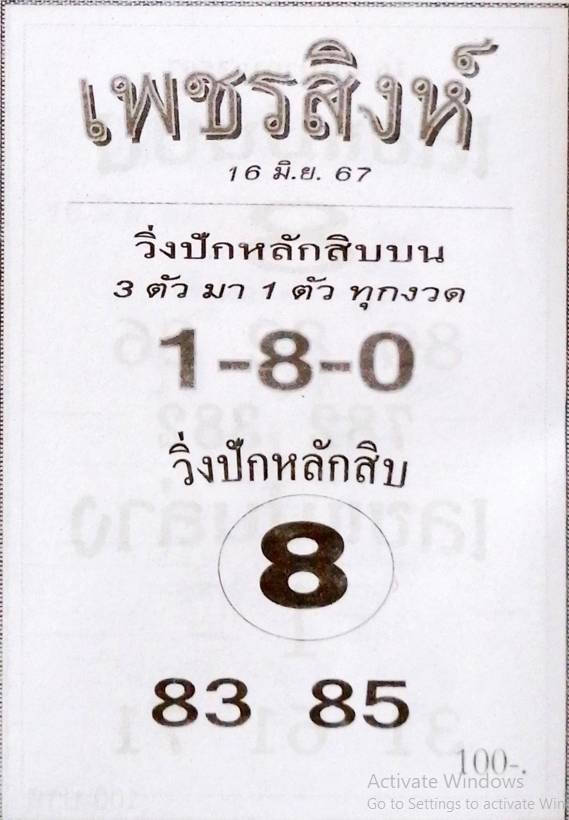 เพชรสิงห์
16 มิ.ย. 67
วิ่งปักหลักสิบบน
3 ตัว มา 1 ตัว ทุกงวด
1-8-0
วิ่งปักหลักสิบ
8
83 85
100-.
Activate Windows
Go to Settings to activate Win